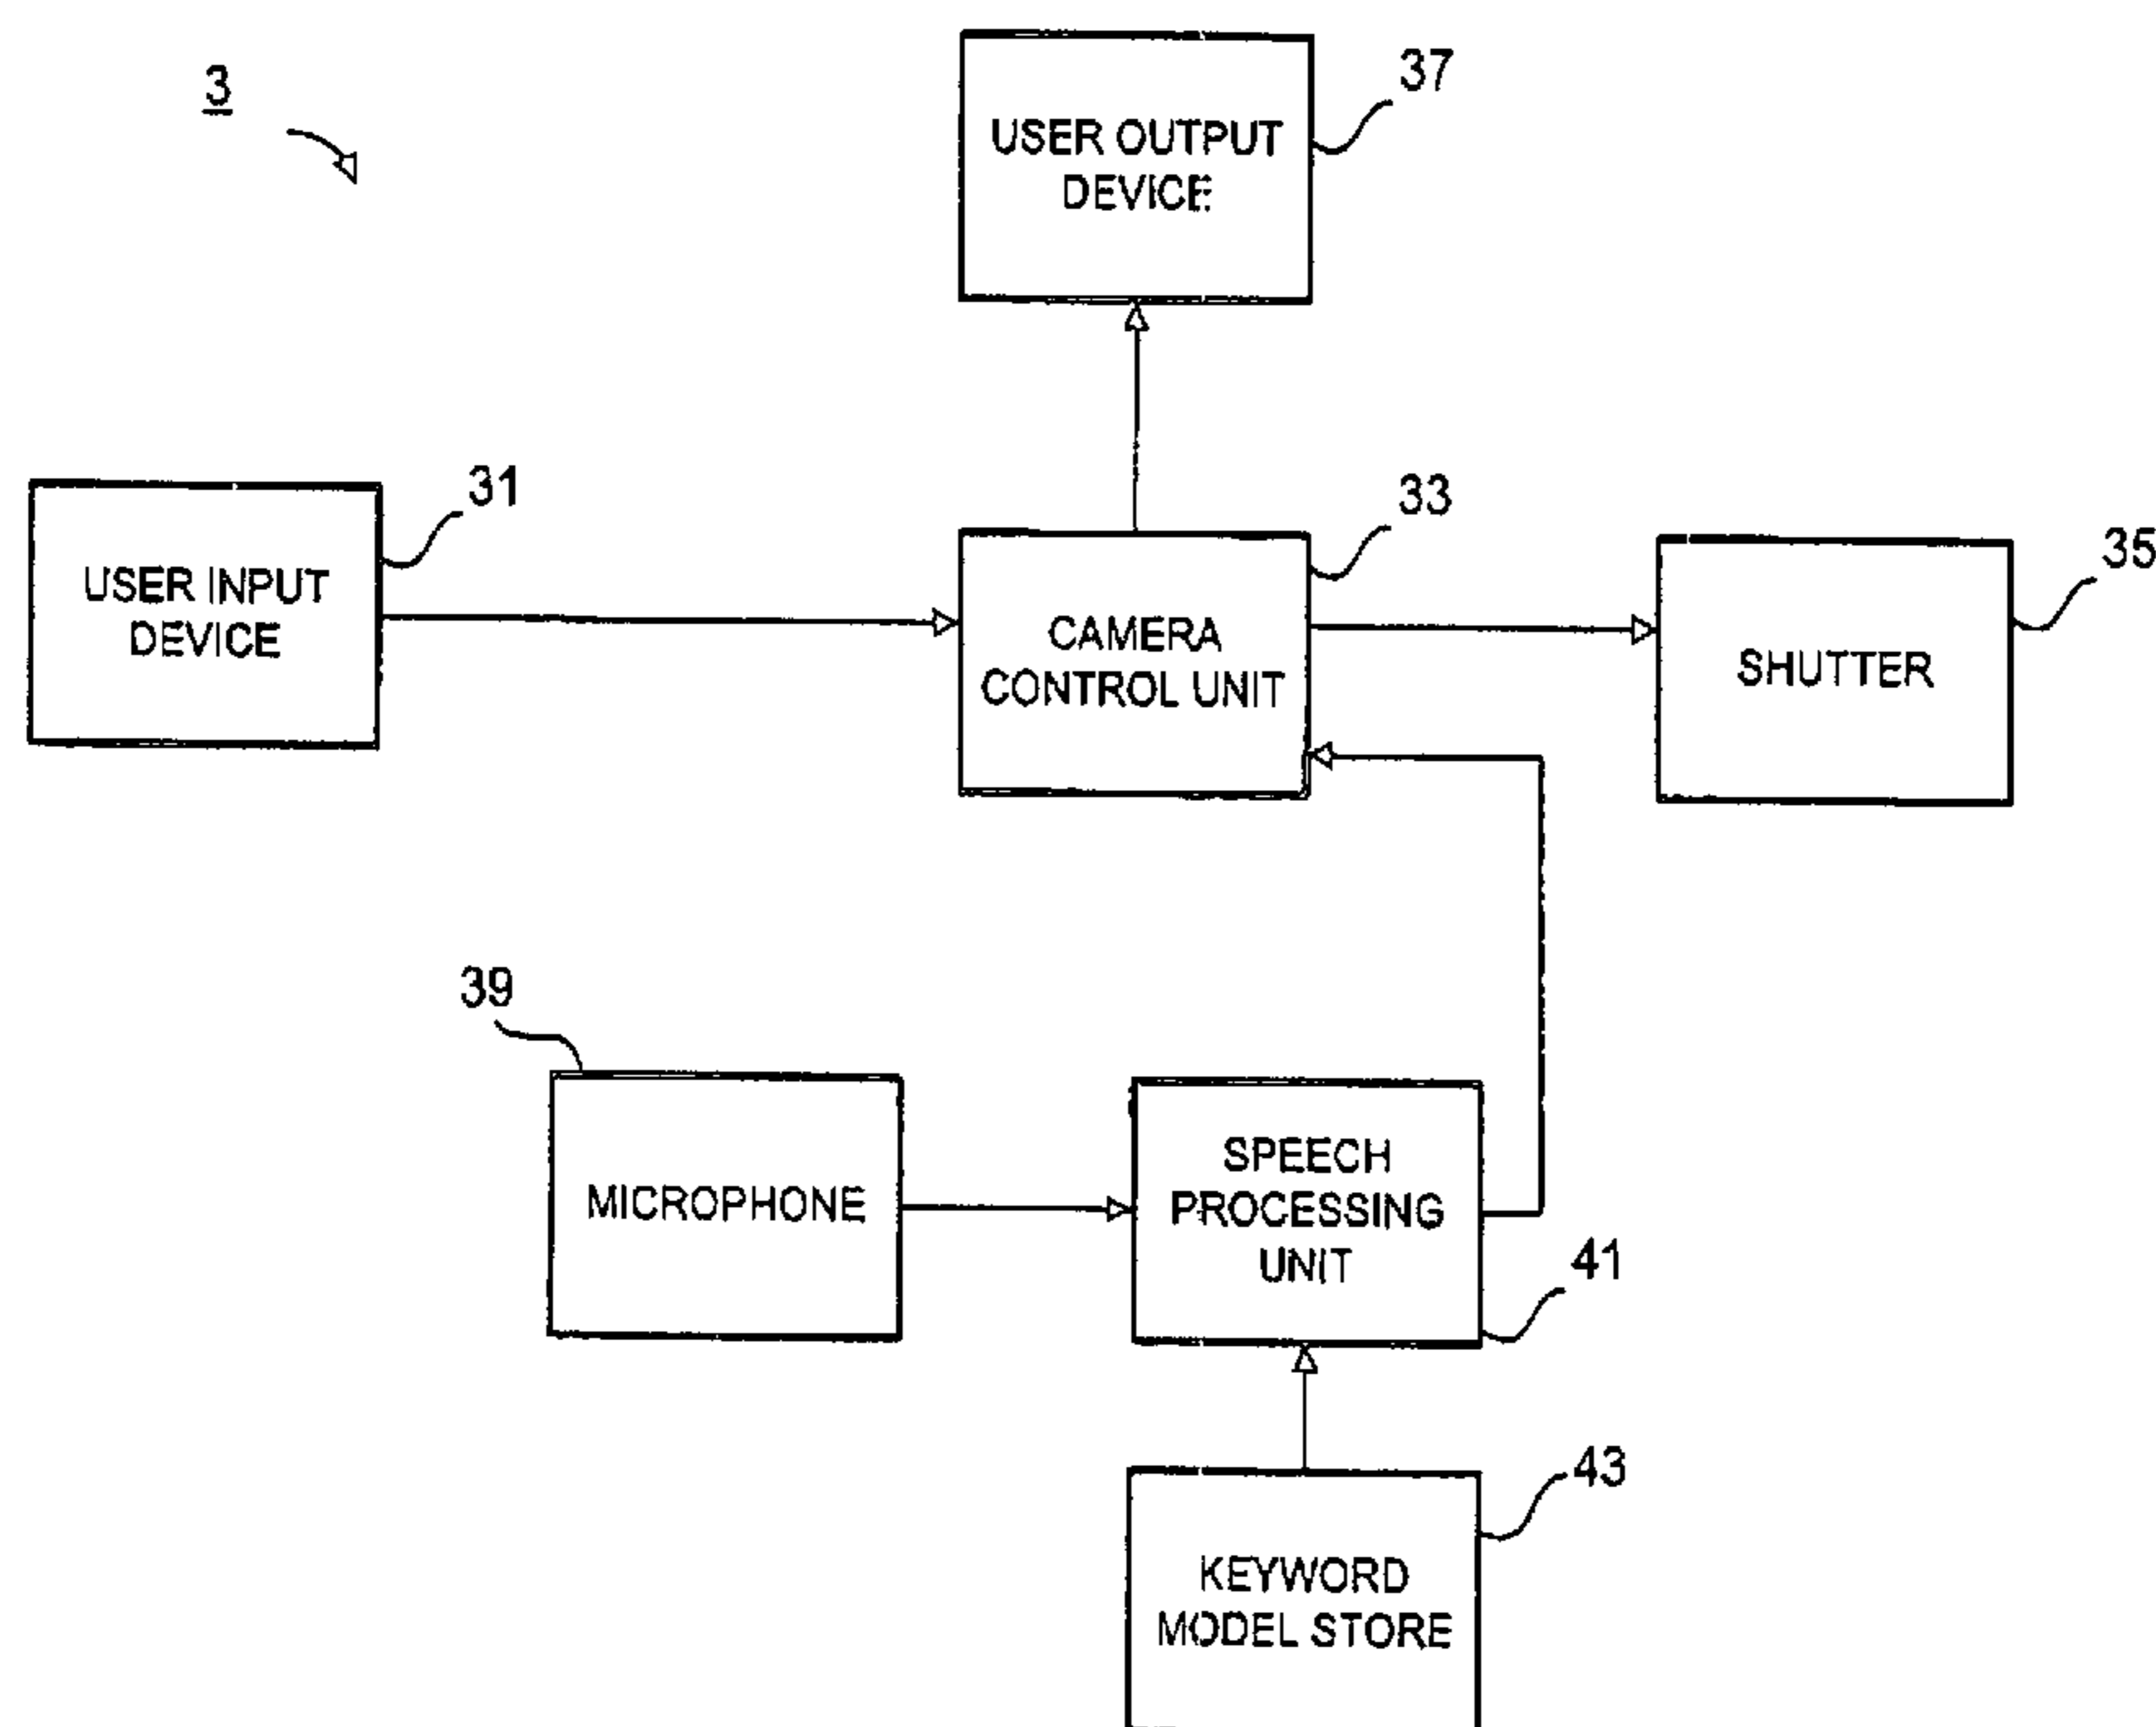 3
37
USER OUTPUT
DEVICE
31
USER INPUT
DEVICE
33
CAMERA
CONTROL UNIT
35
SHUTTER
39
MICROPHONE
SPEECH
PROCESSING
UNIT
41
43
KEYWORD
MODEL STORE